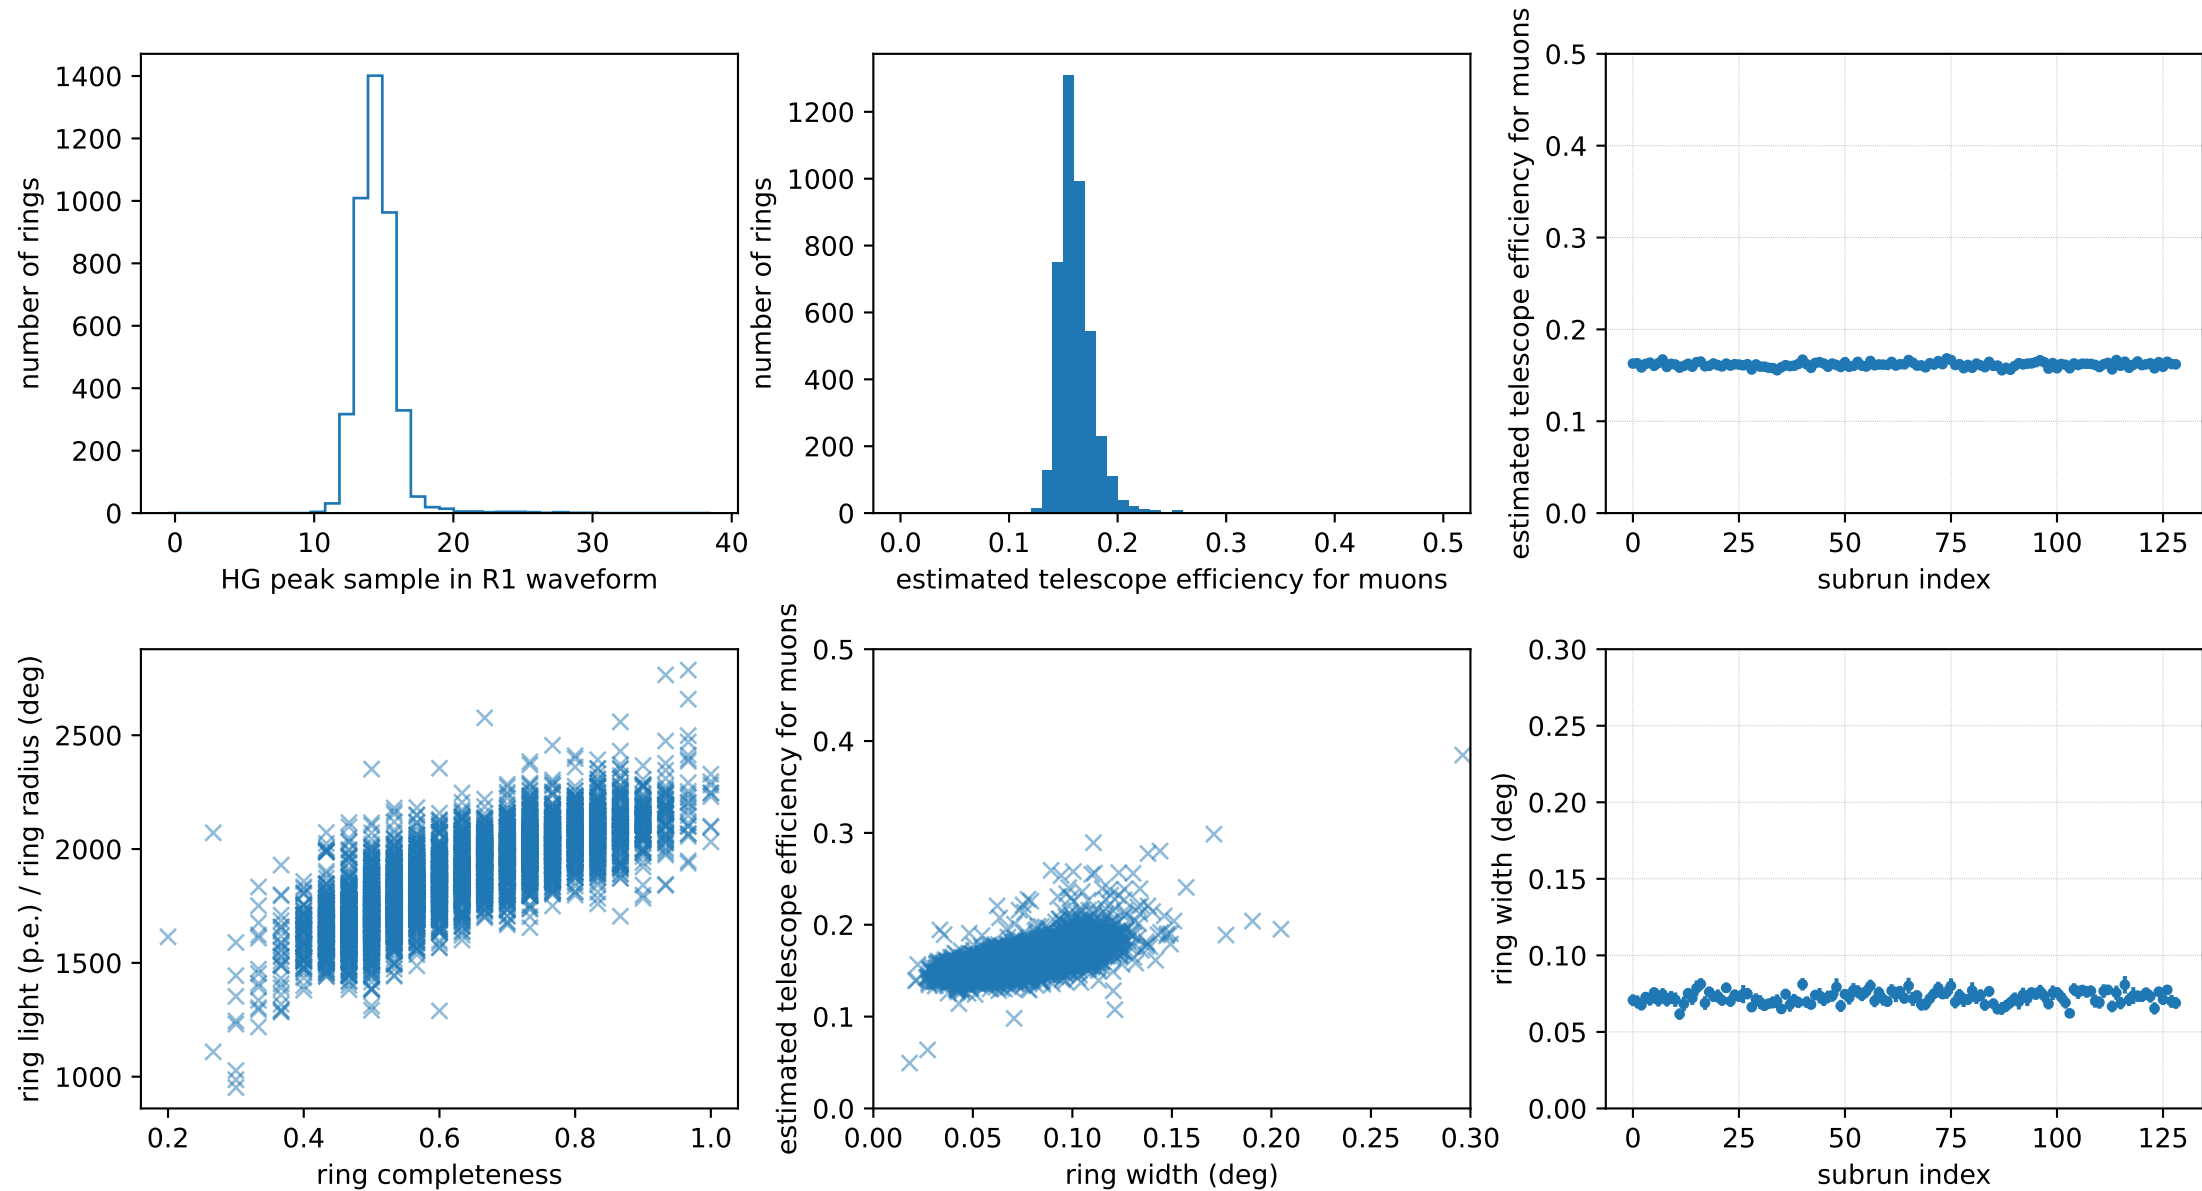 1400
1200
1000
800
600
400
200
0
number of rings
0 10 20 30 40
HG peak sample in R1 waveform
1200
1000
800
600
400
200
0
number of rings
0.0 0.1 0.2 0.3 0.4 0.5
estimated telescope efficiency for muons
0.5
0.4
0.3
0.2
0.1
0.0
estimated telescope efficiency for muons
0 25 50 75 100 125
subrun index
2500
2000
1500
1000
ring light (p.e.) / ring radius (deg)
0.2 0.4 0.6 0.8 1.0
ring completeness
0.5
0.4
0.3
0.2
0.1
0.0
estimated telescope efficiency for muons
0.00 0.05 0.10 0.15 0.20 0.25 0.30
ring width (deg)
0.30
0.25
0.20
0.15
0.10
0.05
0.00
ring width (deg)
0 25 50 75 100 125
subrun index